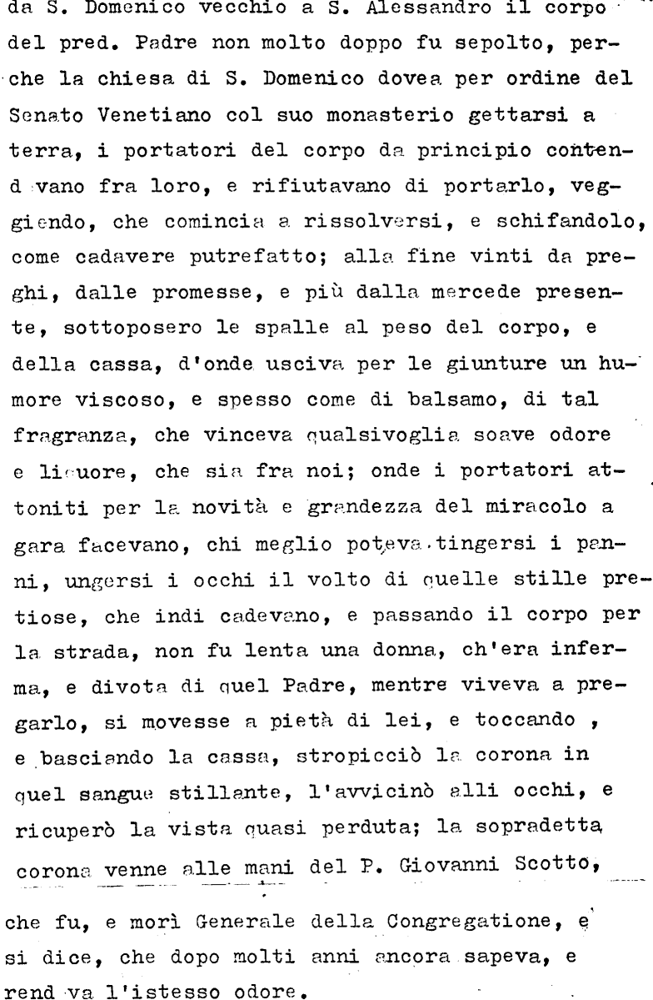 da S. Domenico vecchio a S. Alessandro il corpo
del pred. Padre non molto doppo fu sepolto, per-
che la chiesa di S. Domenico dovea per ordine del
Senato Venetiano col suo monasterio gettarsi a
terra, i portatori del corpo da principio conten-
d vano fra loro, e rifiutavano di portarlo, veg-
giendo, che comincia a rissolversi, e schifandolo,
come cadavere putrefatto; alla fine vinti da pre-
ghi, dalle promesse, e più dalla mercede presen-
te, sottoposero le spalle al peso del corpo, e
della cassa, d'onde usciva per le giunture un hu-
more viscoso, e spesso come di balsamo, di tal
fragranza, che vinceva qualsivoglia soave odore
e liquore, che sia fra noi; onde i portatori at-
toniti per la novità e grandezza del miracolo a
gara facevano, chi meglio poteva tingersi i pan-
ni, ungersi i occhi il volto di quelle stille pre-
tiose, che indi cadevano, e passando il corpo per
la strada, non fu lenta una donna, ch'era infer-
ma, e divota di quel Padre, mentre viveva a pre-
garlo, si movesse a pietà di lei, e toccando ,
e basciando la cassa, stropicciò la corona in
quel sangue stillante, l'avvicinò alli occhi, e
ricuperò la vista quasi perduta; la sopradetta
corona venne alle mani del P. Giovanni Scotto,
che fu, e morì Generale della Congregatione, e
si dice, che dopo molti anni ancora sapeva, e
rend va l'istesso odore.